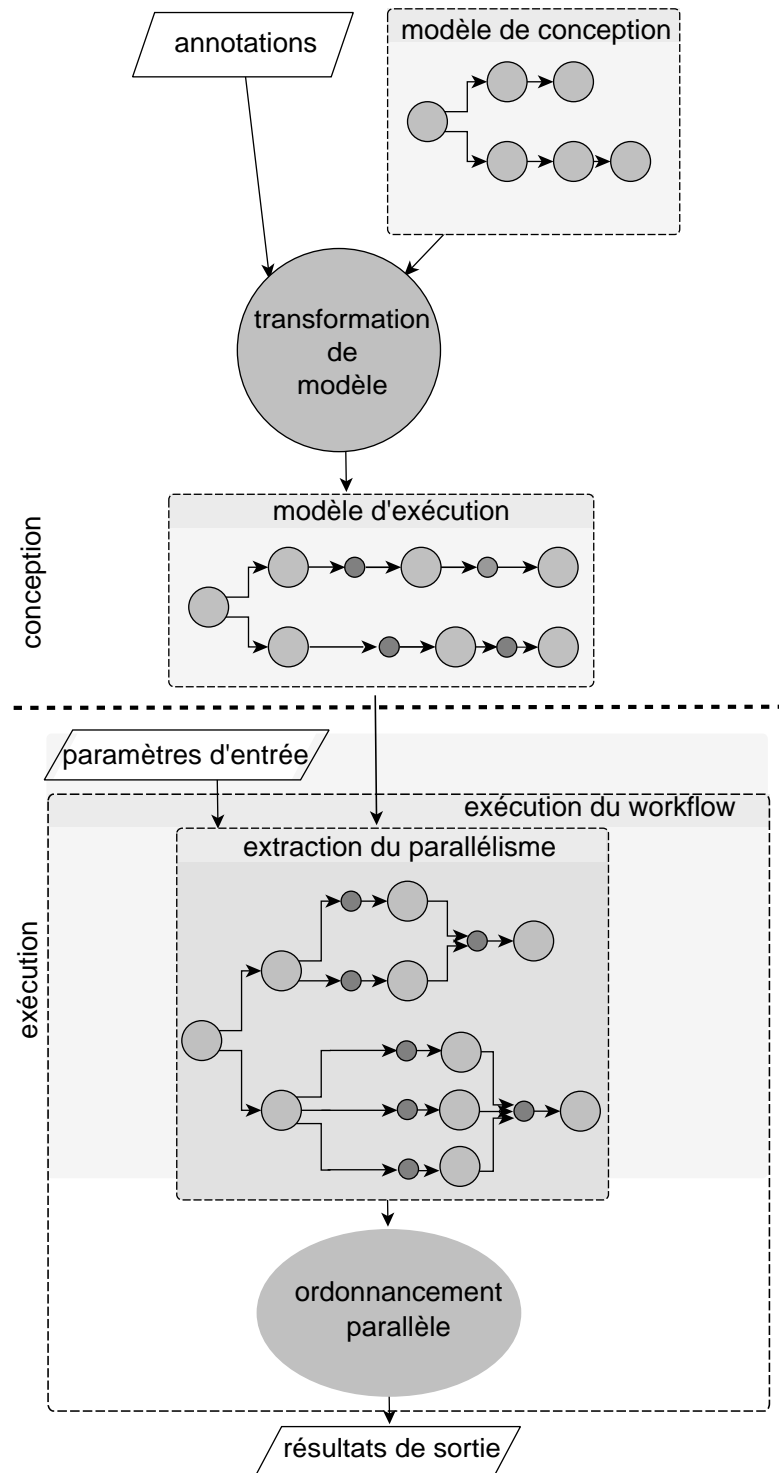 annotations
modèle de conception
transformation
de
modèle
modèle d'exécution
conception
paramètres d'entrée
exécution du workflow
extraction du parallélisme
exécution
ordonnancement
parallèle
résultats de sortie